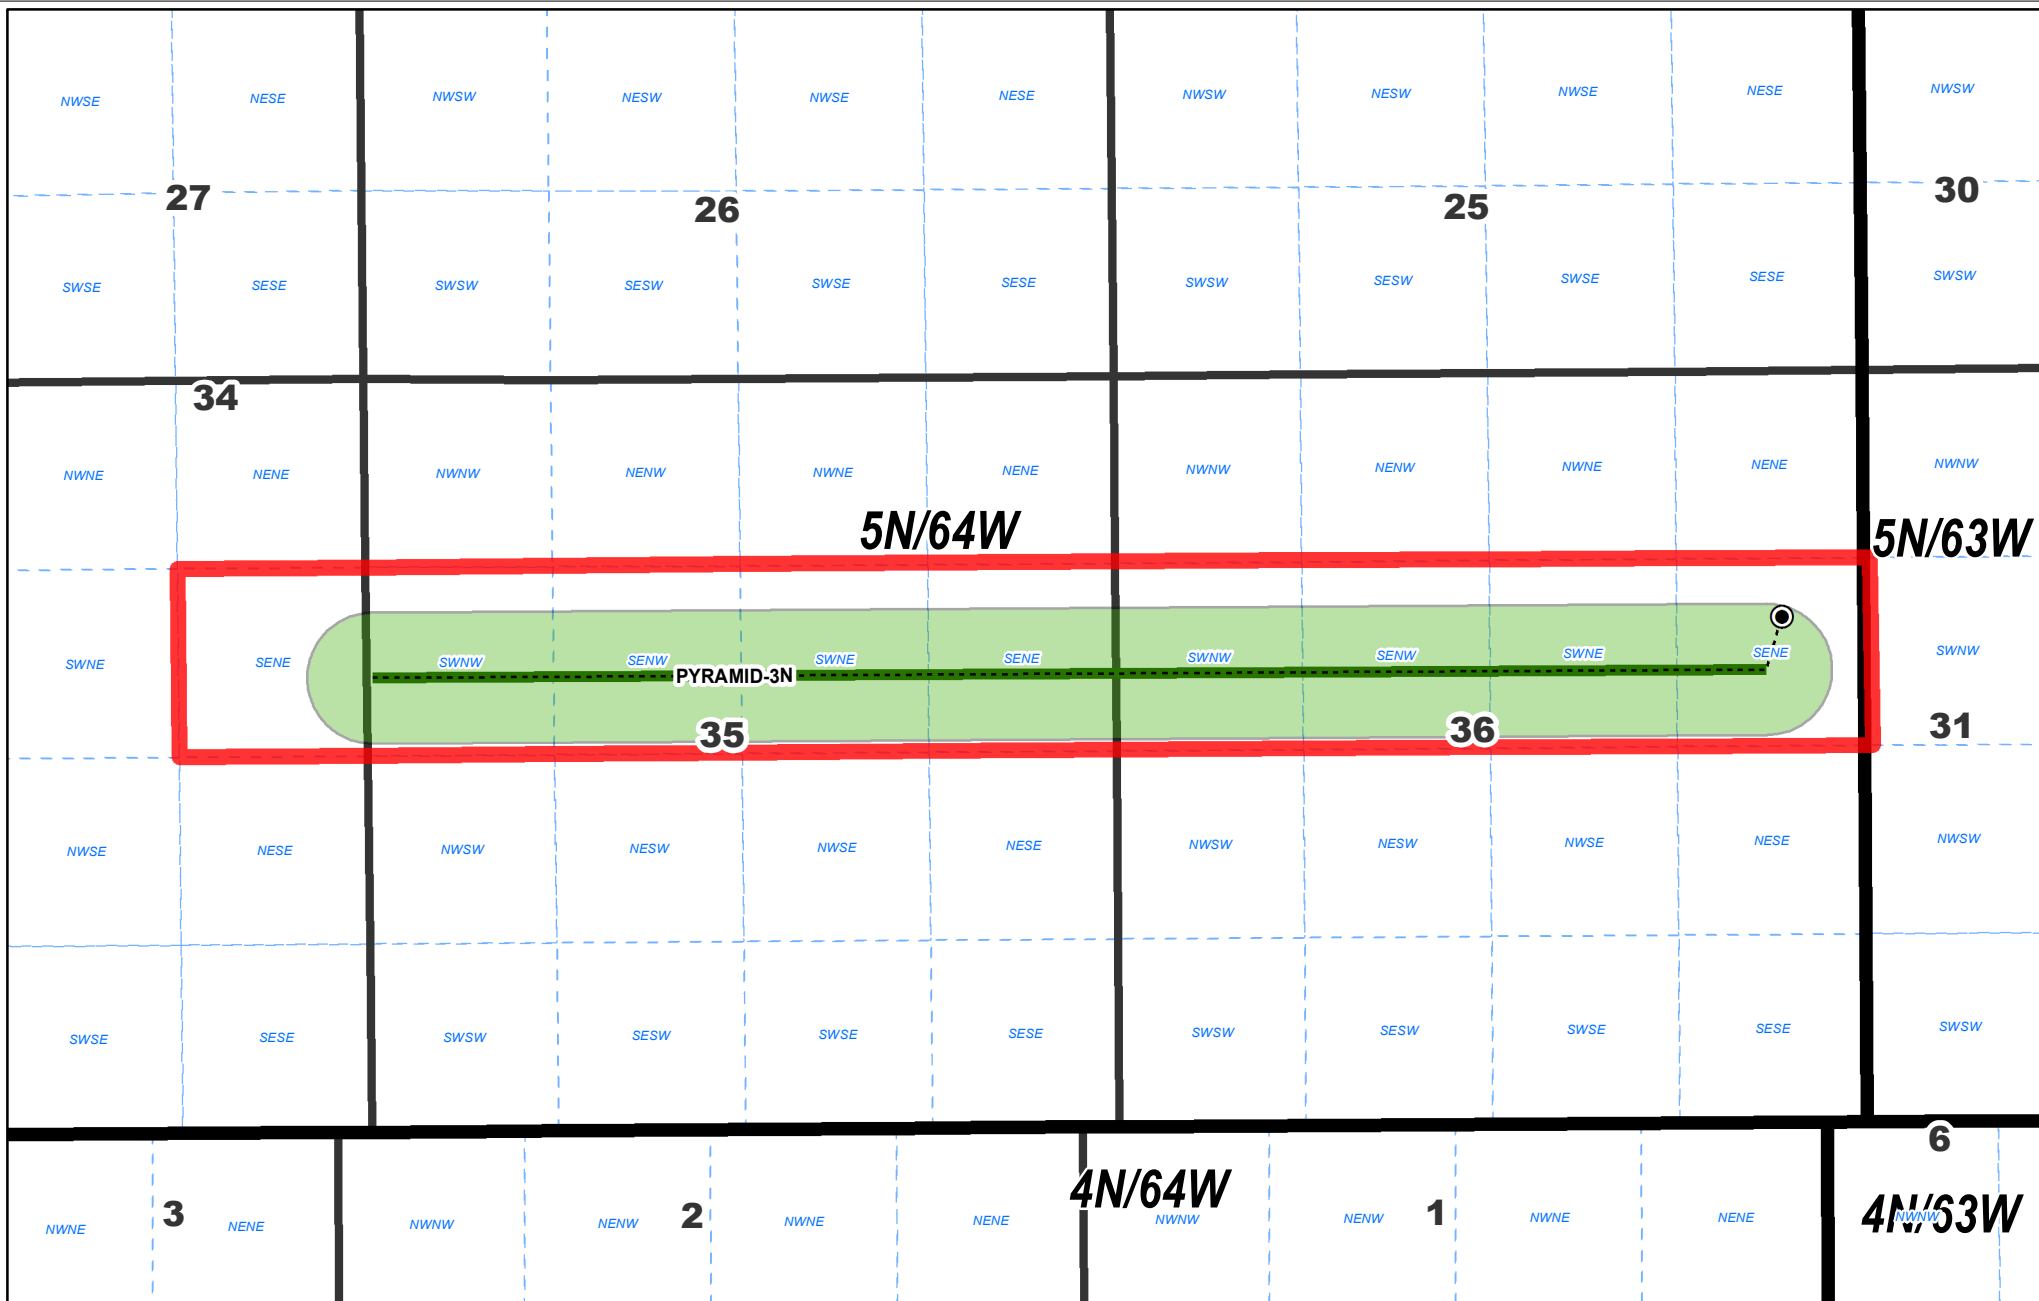 NWSE NESE NWSW NESW NWSE NESE NWSW NESW NWSE NESE NWSW
27 26 25 30
SWSE SESE SWSW SESW SWSE SESE SWSW SESW SWSE SESE SWSW
34
NWNE NENE NWNW NENW NWNE NENE NWNW NENW NWNE NENE NWNW
5N/64W 5N/63W
SWNE SENE SWNW SENW SWNE SENE SWNW SENW SWNE SENE SWNW
PYRAMID-3N
35 36 31
NWSE NESE NWSW NESW NWSE NESE NWSW NESW NWSE NESE NWSW
SWSE SESE SWSW SESW SWSE SESE SWSW SESW SWSE SESE SWSW
6
4N/64W
3 2 1 4N/63W
NWNE NENE NWNW NENW NWNE NENE NWNW NENW NWNE NENE NWNW